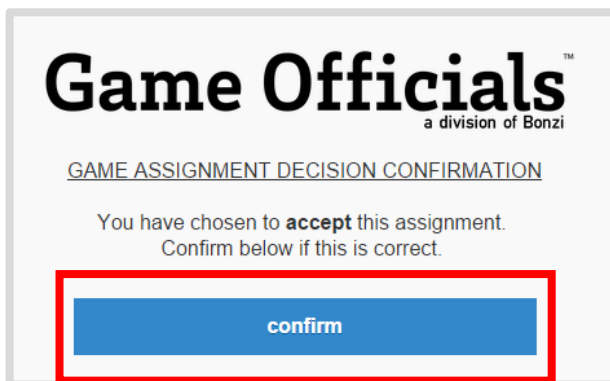 Game Officials™
a division of Bonzi
GAME ASSIGNMENT DECISION CONFIRMATION
You have chosen to accept this assignment.
Confirm below if this is correct.
confirm